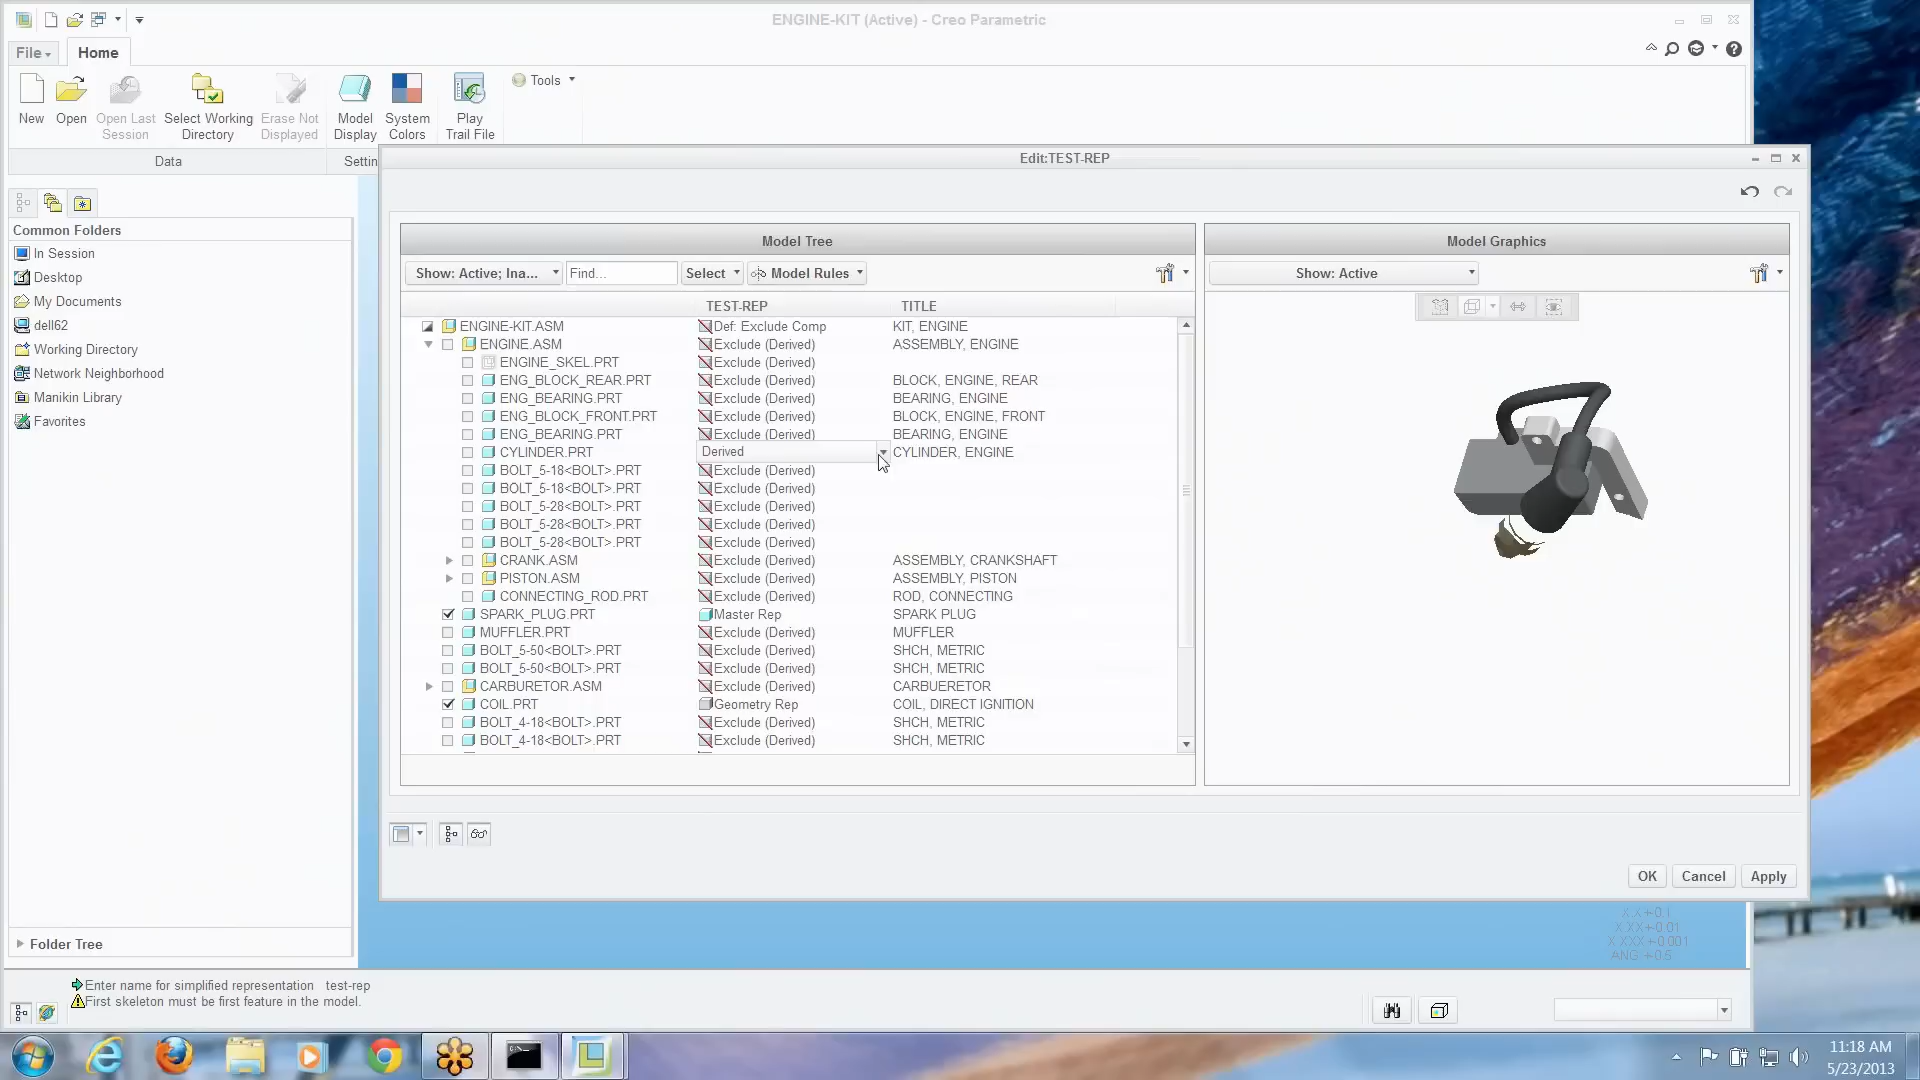 ENGINE-KIT (Active) - Creo Parametric
File
Home
New
Open
Open Last Session
Select Working Directory
Erase Not Displayed
Model Display
System Colors
Play Trail File
Tools
Data
Settin
Edit:TEST-REP
Common Folders
In Session
Desktop
My Documents
dell62
Working Directory
Network Neighborhood
Manikin Library
Favorites
Folder Tree
Model Tree
Show: Active; Ina...
Find...
Select
Model Rules
TEST-REP TITLE
ENGINE-KIT.ASM Def: Exclude Comp KIT, ENGINE
ENGINE.ASM Exclude (Derived) ASSEMBLY, ENGINE
ENGINE_SKEL.PRT Exclude (Derived)
ENG_BLOCK_REAR.PRT Exclude (Derived) BLOCK, ENGINE, REAR
ENG_BEARING.PRT Exclude (Derived) BEARING, ENGINE
ENG_BLOCK_FRONT.PRT Exclude (Derived) BLOCK, ENGINE, FRONT
ENG_BEARING.PRT Exclude (Derived) BEARING, ENGINE
CYLINDER.PRT Derived CYLINDER, ENGINE
BOLT_5-18<BOLT>.PRT Exclude (Derived)
BOLT_5-18<BOLT>.PRT Exclude (Derived)
BOLT_5-28<BOLT>.PRT Exclude (Derived)
BOLT_5-28<BOLT>.PRT Exclude (Derived)
BOLT_5-28<BOLT>.PRT Exclude (Derived)
CRANK.ASM Exclude (Derived) ASSEMBLY, CRANKSHAFT
PISTON.ASM Exclude (Derived) ASSEMBLY, PISTON
CONNECTING_ROD.PRT Exclude (Derived) ROD, CONNECTING
SPARK_PLUG.PRT Master Rep SPARK PLUG
MUFFLER.PRT Exclude (Derived) MUFFLER
BOLT_5-50<BOLT>.PRT Exclude (Derived) SHCH, METRIC
BOLT_5-50<BOLT>.PRT Exclude (Derived) SHCH, METRIC
CARBURETOR.ASM Exclude (Derived) CARBUERETOR
COIL.PRT Geometry Rep COIL, DIRECT IGNITION
BOLT_4-18<BOLT>.PRT Exclude (Derived) SHCH, METRIC
BOLT_4-18<BOLT>.PRT Exclude (Derived) SHCH, METRIC
Model Graphics
Show: Active
OK
Cancel
Apply
X.X+-0.1
X.XX+-0.01
X.XXX+-0.001
ANG.+-0.5
Enter name for simplified representation test-rep
First skeleton must be first feature in the model.
11:18 AM
5/23/2013